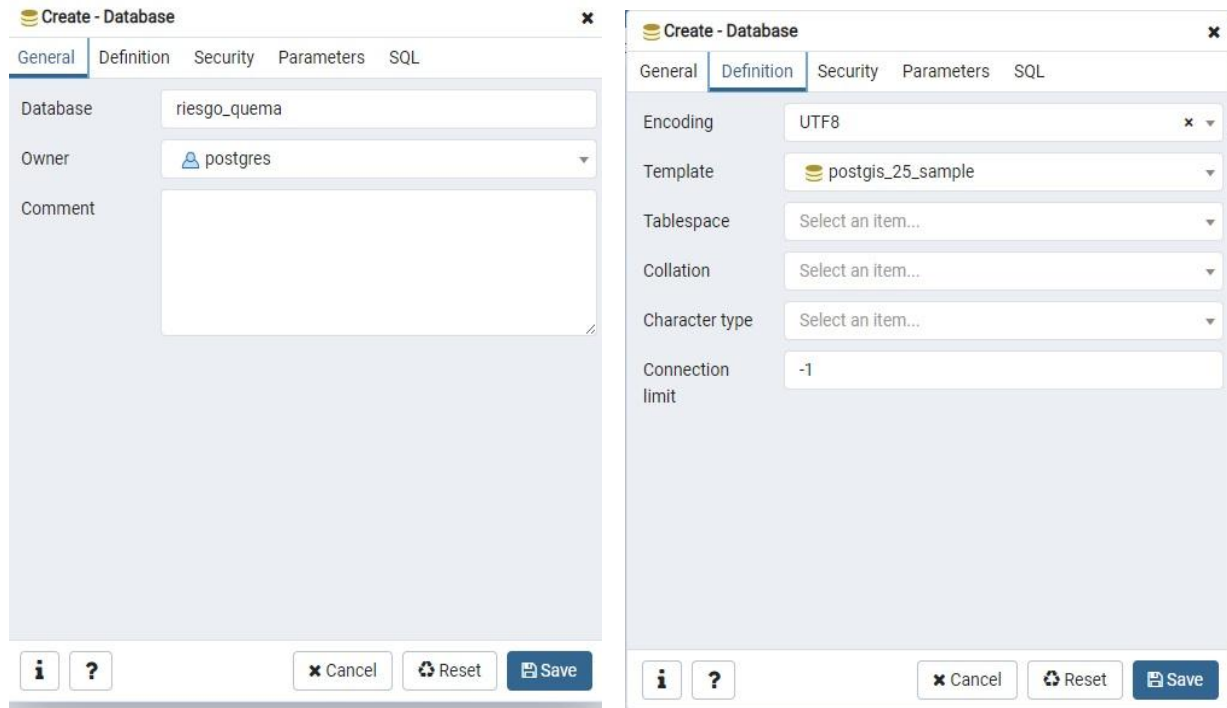 Create - Database
General Definition Security Parameters SQL
Database riesgo_quema
Owner postgres
Comment
i ? Cancel Reset Save
Create - Database
General Definition Security Parameters SQL
Encoding UTF8
Template postgis_25_sample
Tablespace Select an item...
Collation Select an item...
Character type Select an item...
Connection -1
limit
i ? Cancel Reset Save